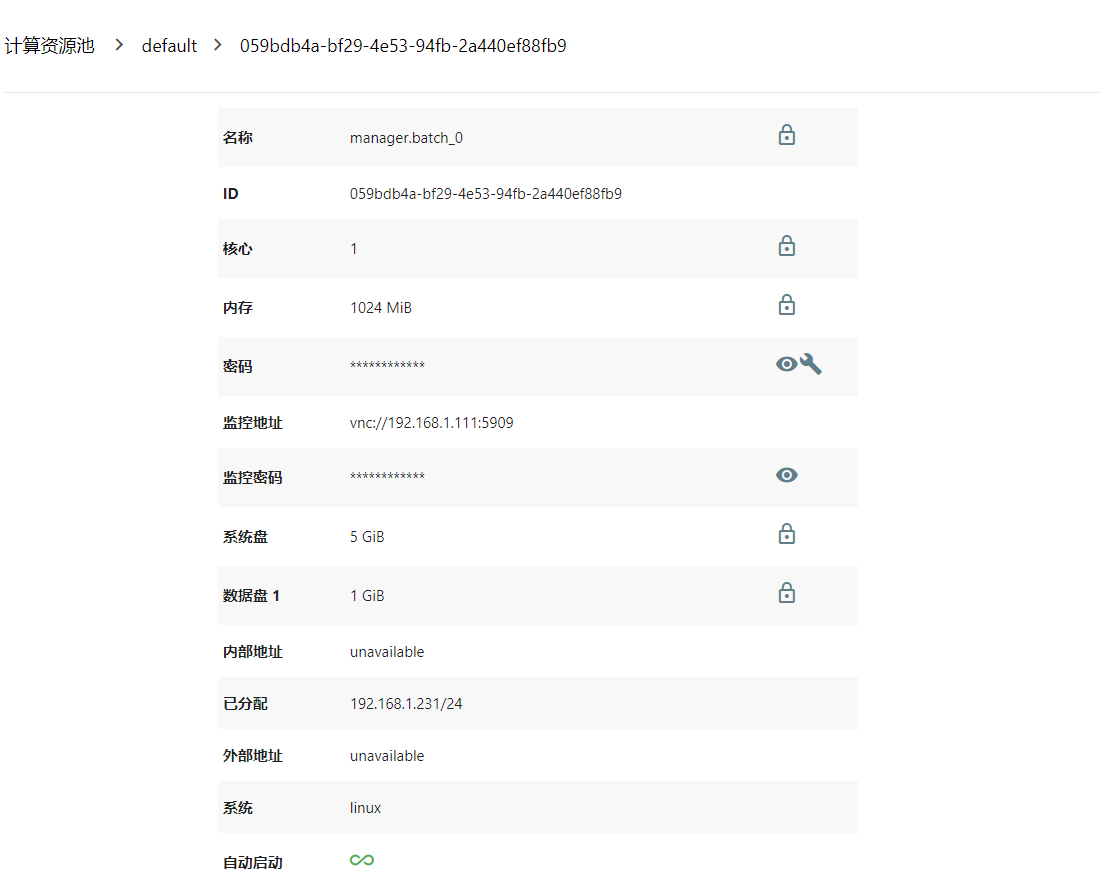 计算资源池 > default > 059bdb4a-bf29-4e53-94fb-2a440ef88fb9
名称 manager.batch_0
ID 059bdb4a-bf29-4e53-94fb-2a440ef88fb9
核心 1
内存 1024 MiB
密码 ************
监控地址 vnc://192.168.1.111:5909
监控密码 ************
系统盘 5 GiB
数据盘 1 1 GiB
内部地址 unavailable
已分配 192.168.1.231/24
外部地址 unavailable
系统 linux
自动启动